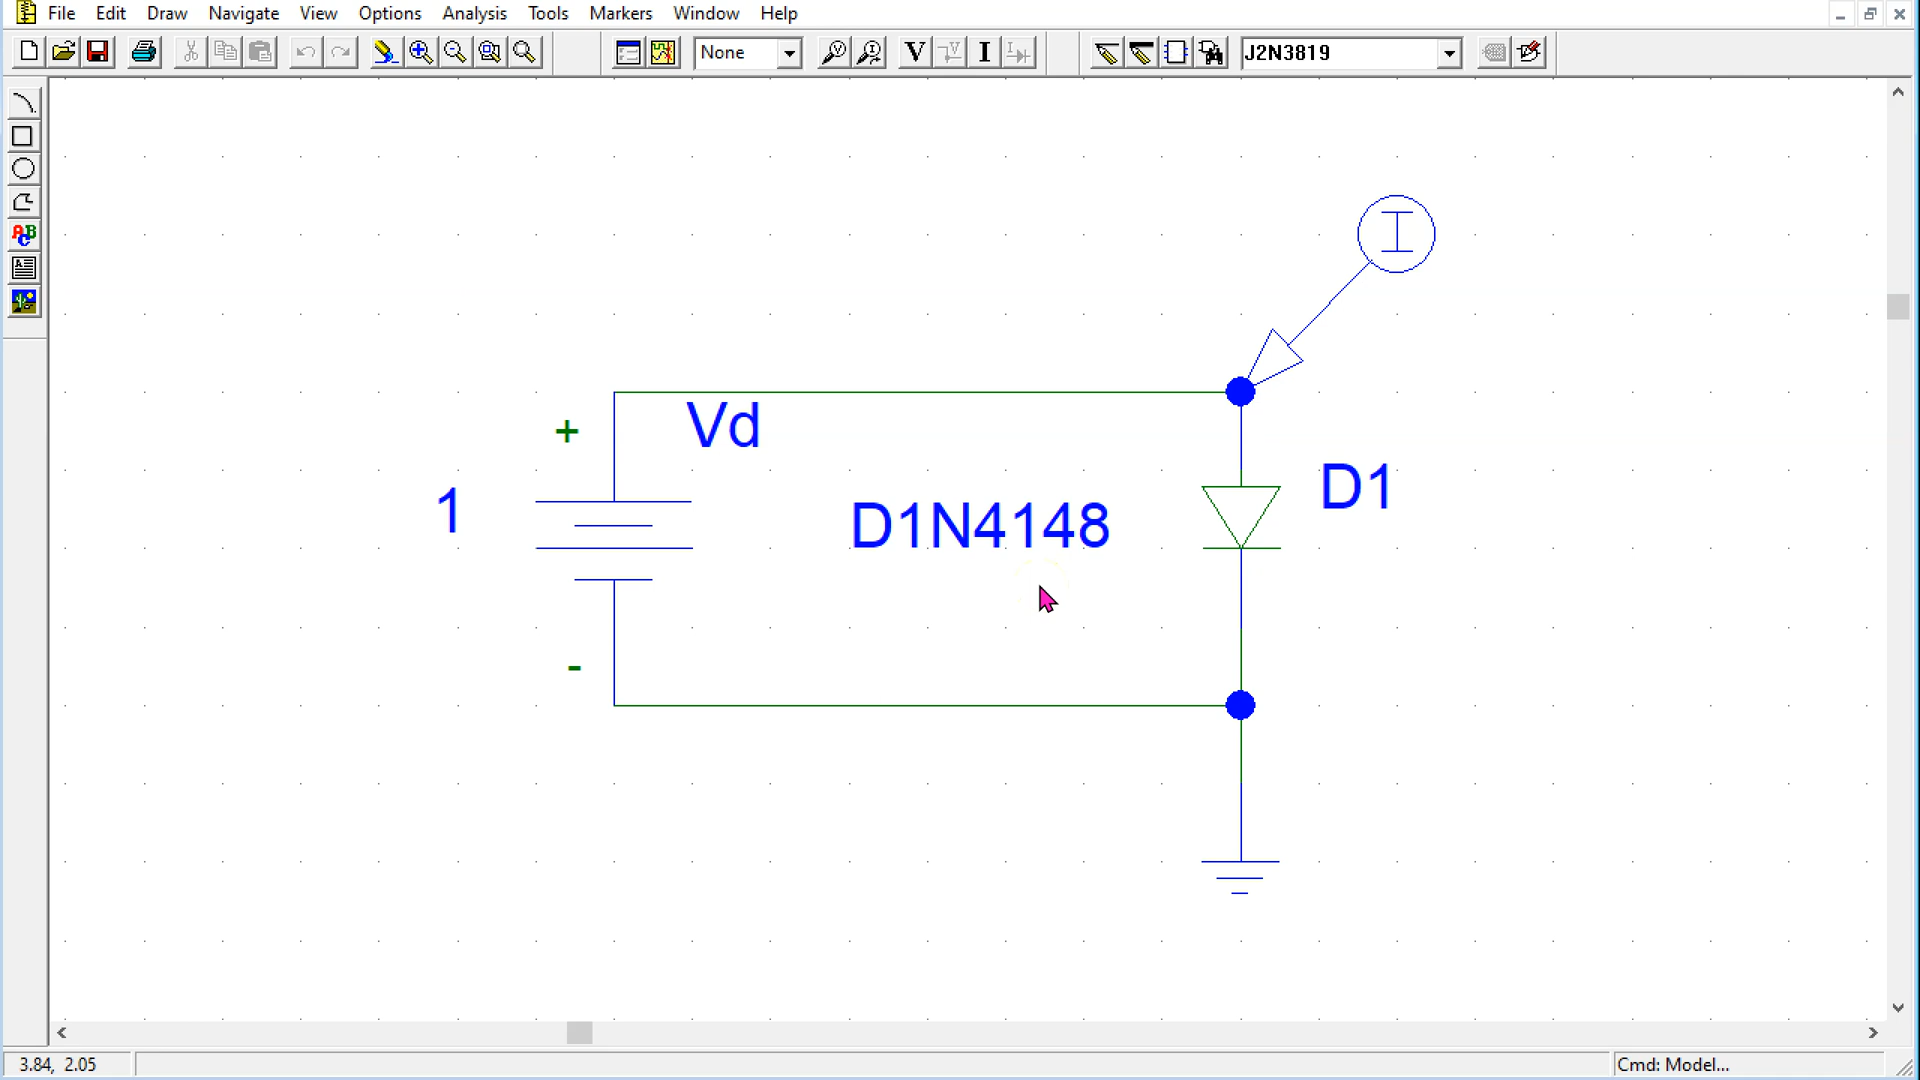 File Edit Draw Navigate View Options Analysis Tools Markers Window Help
None V V I I J2N3819
ABC
I
+ Vd
1 D1N4148 D1
-
3.84, 2.05 Cmd: Model...